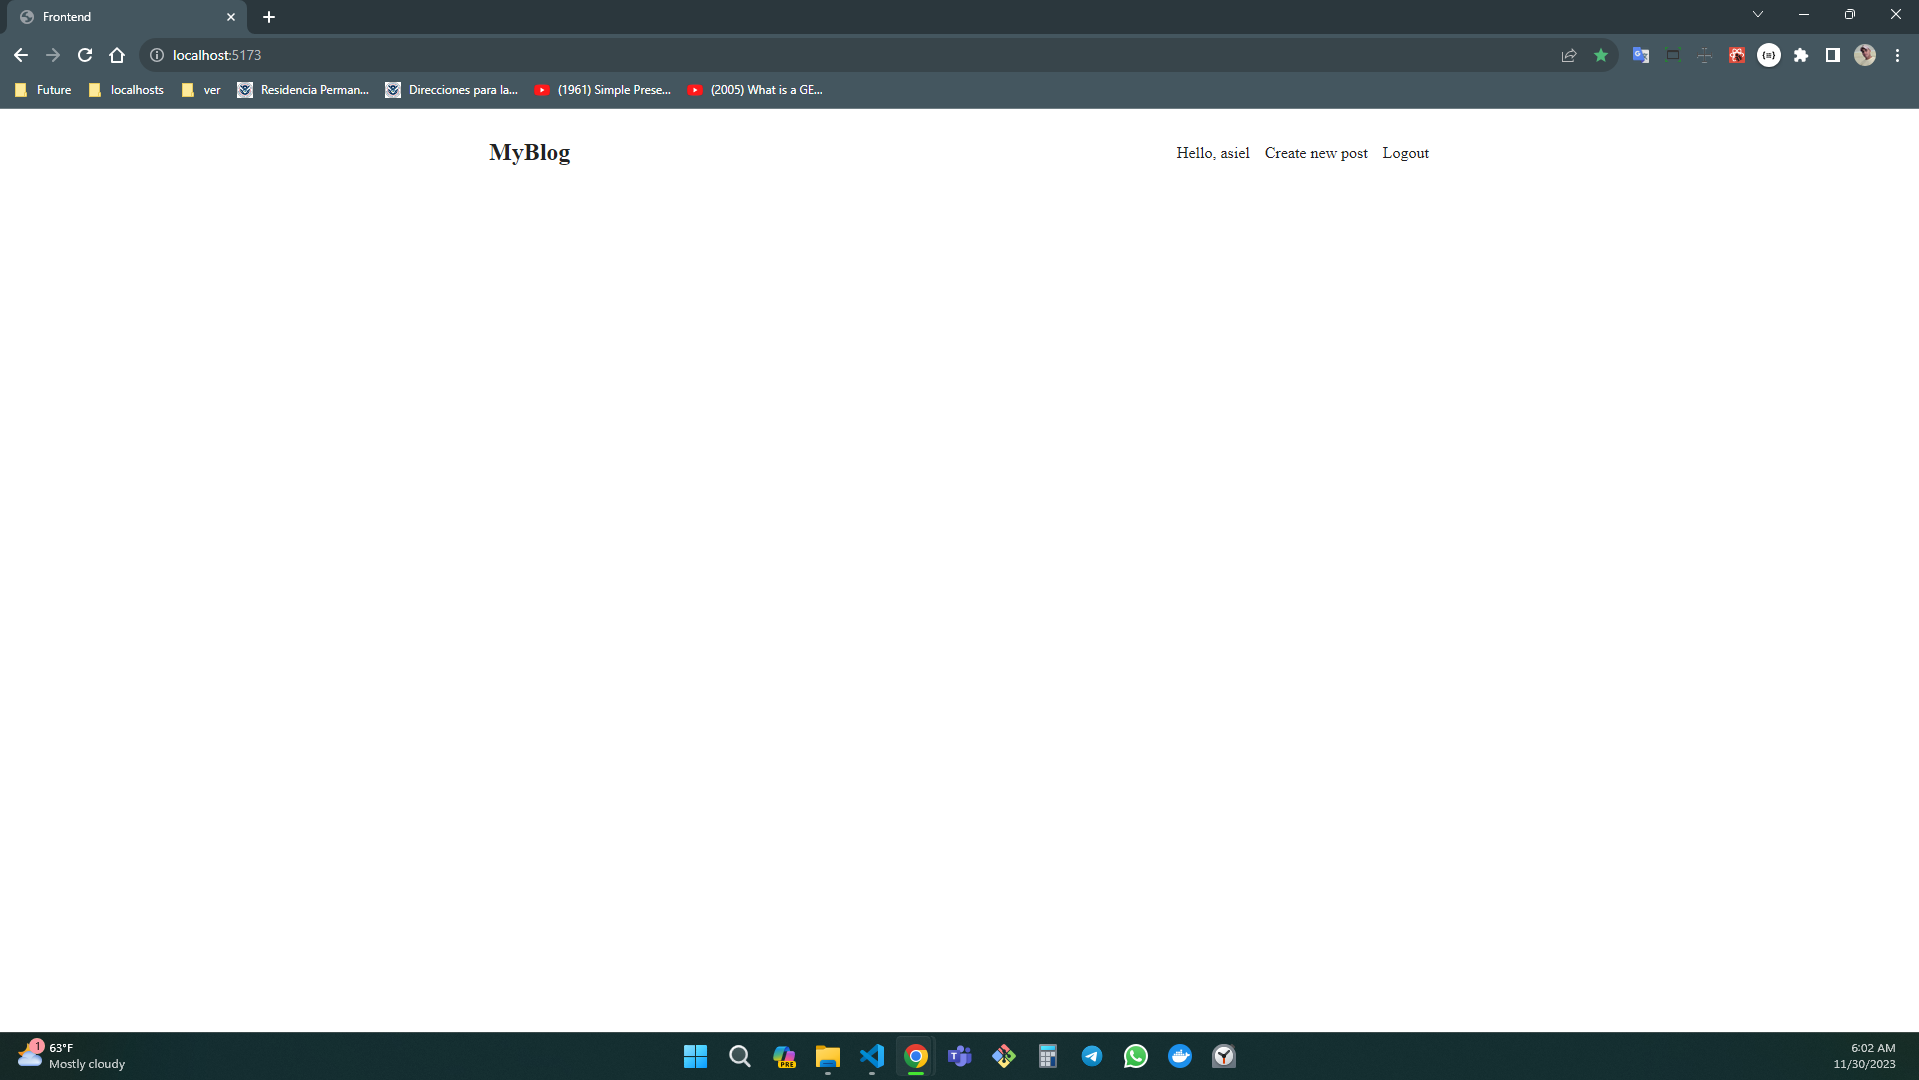 Frontend
localhost:5173
Future localhosts ver Residencia Perman... Direcciones para la... (1961) Simple Prese... (2005) What is a GE...
MyBlog Hello, asiel Create new post Logout
1 63°F
Mostly cloudy
PRE
6:02 AM
11/30/2023